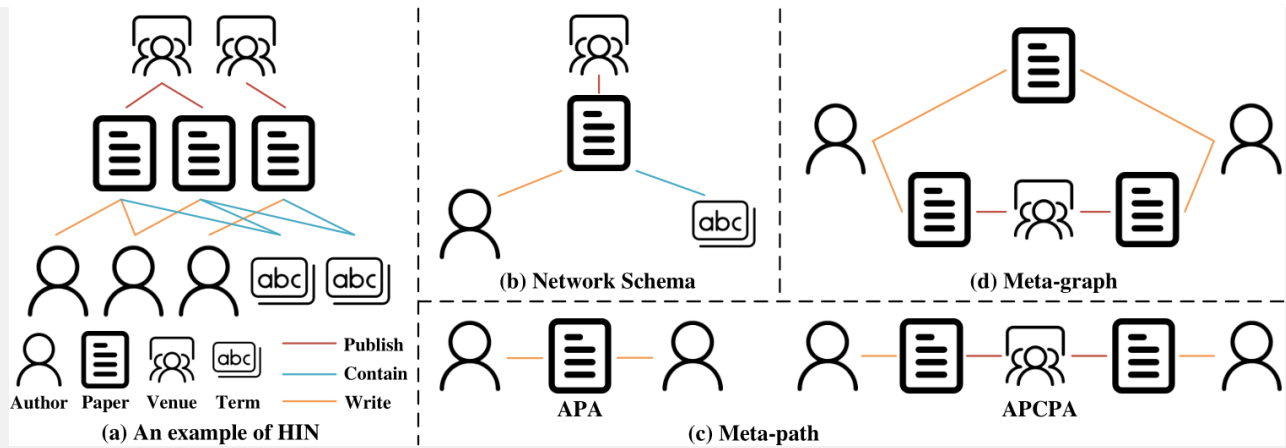 abc
abc
abc
Author Paper Venue Term
Publish
Contain
Write
(a) An example of HIN
abc
(b) Network Schema
(d) Meta-graph
APA
APCPA
(c) Meta-path